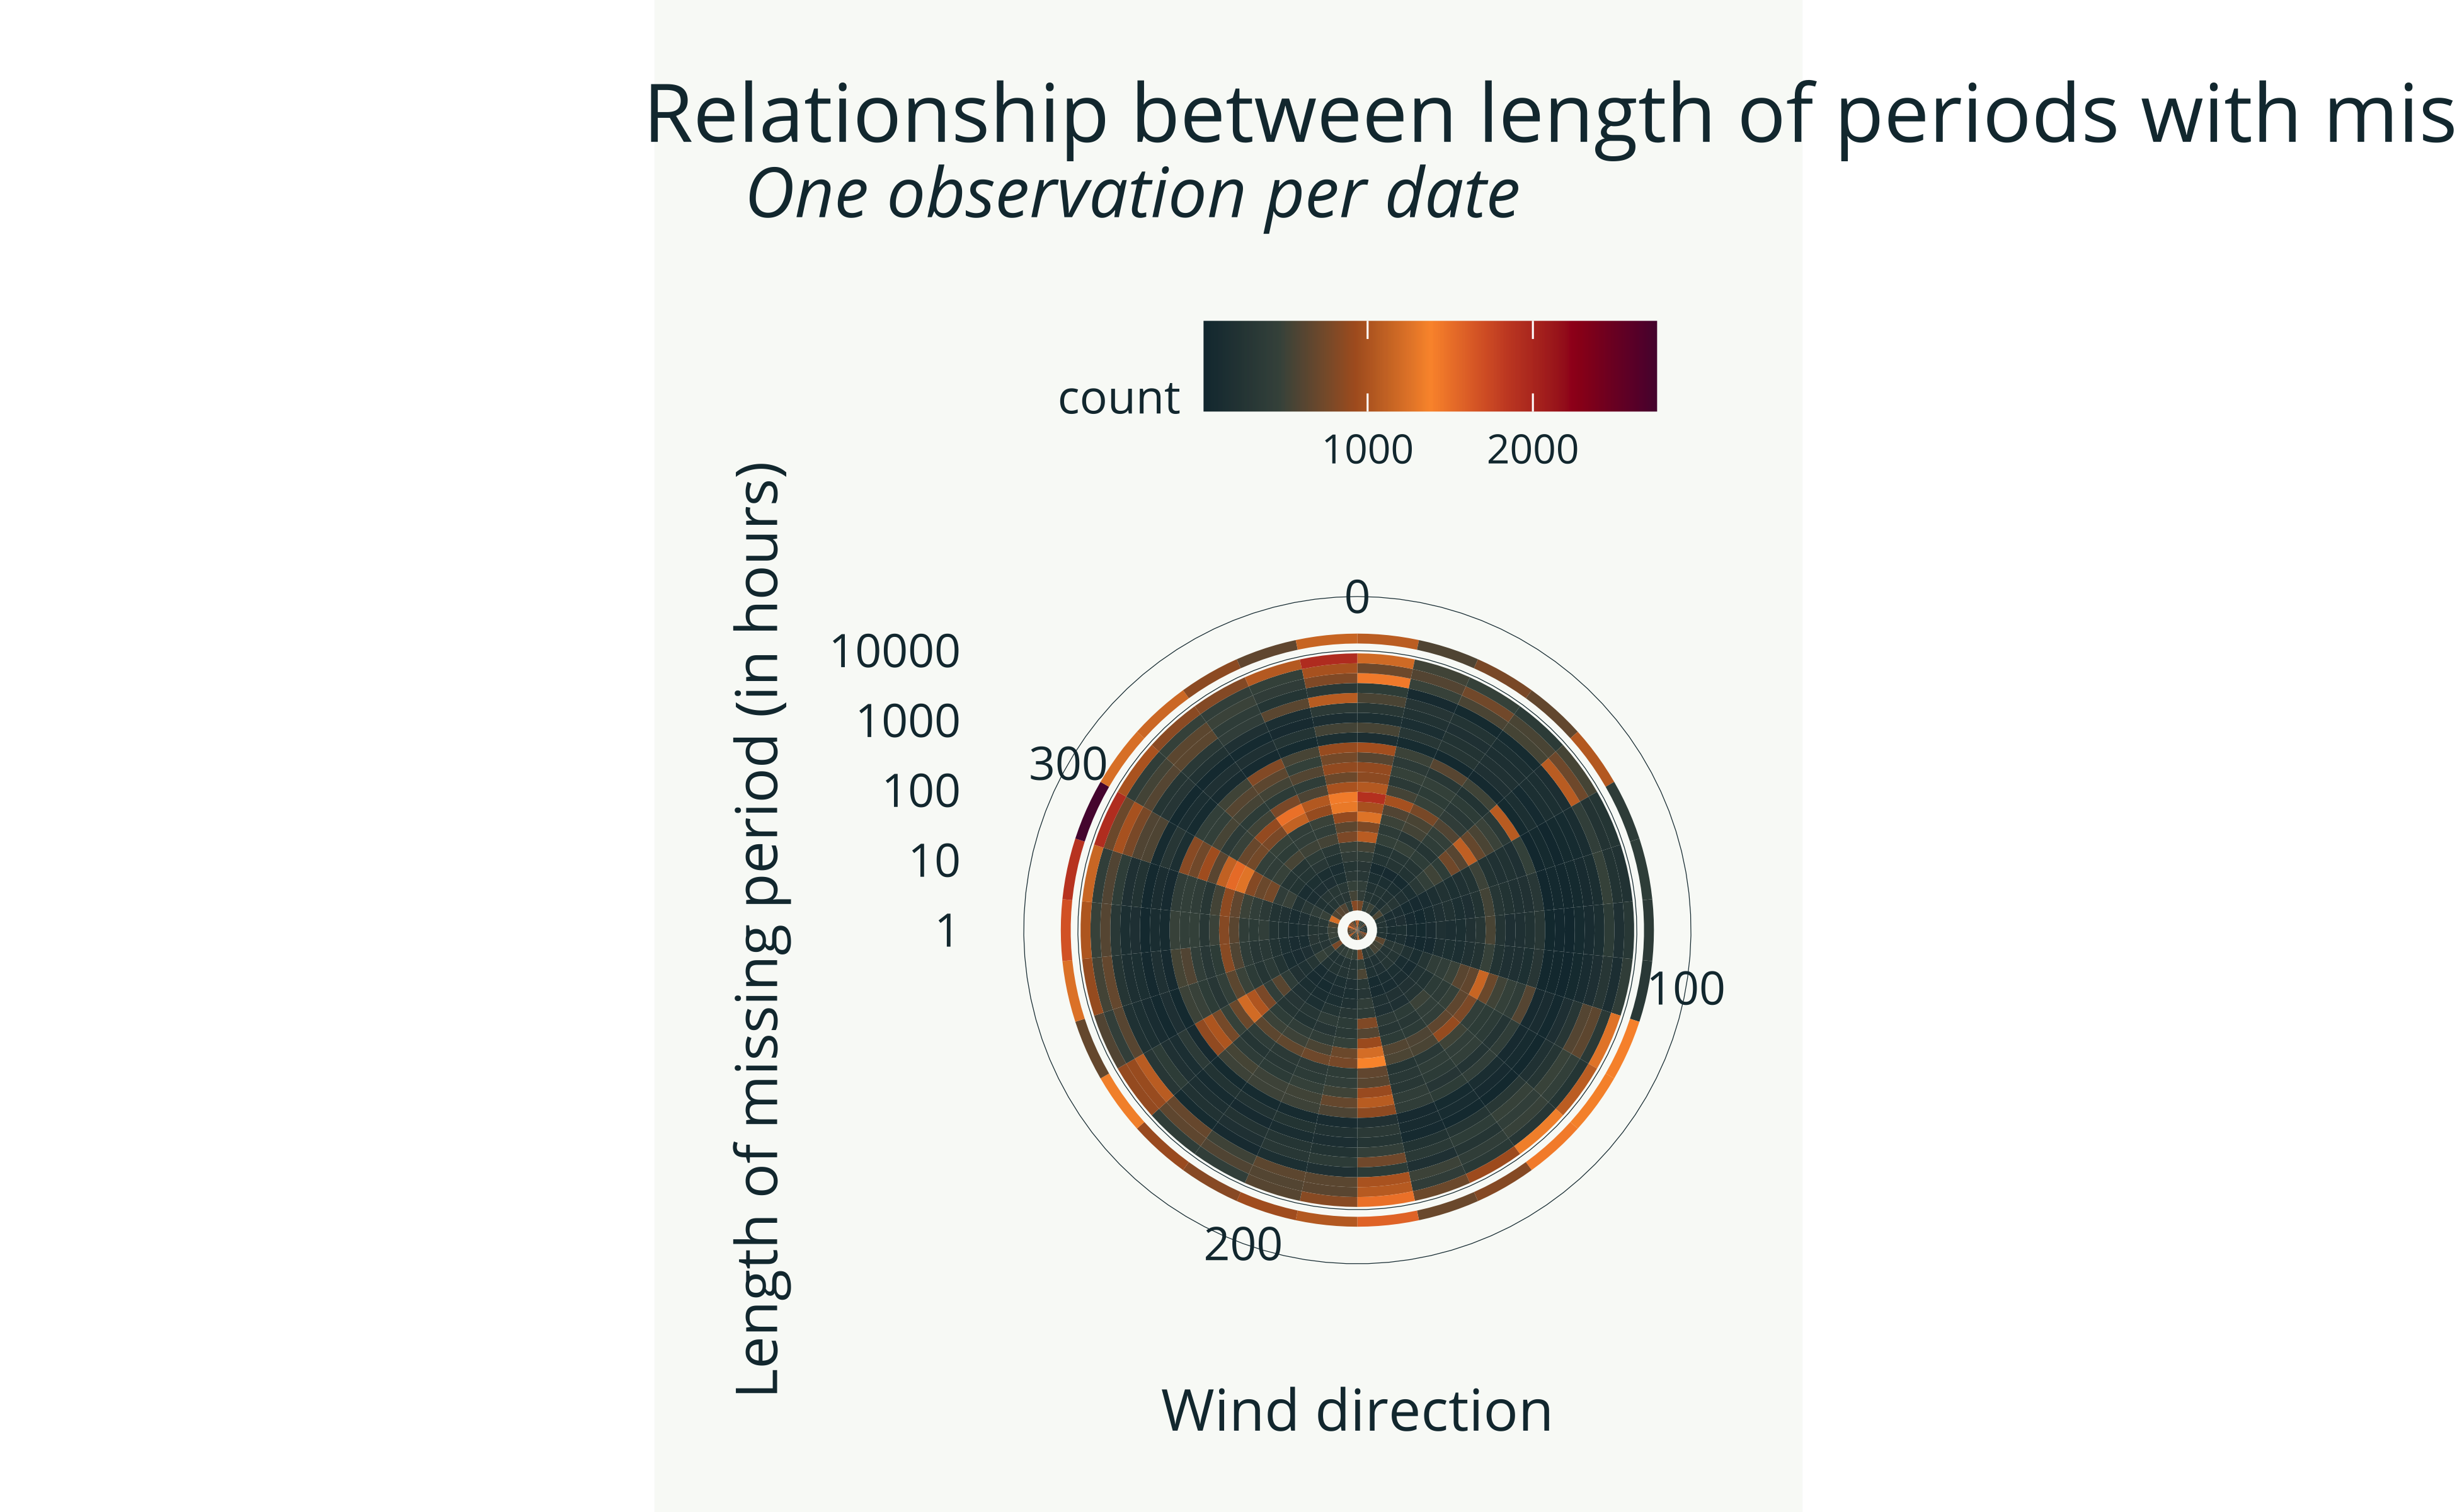 Relationship between length of periods with mis
One observation per date
count
1000 2000
Length of missing period (in hours)
10000
1000
100
10
1
0
300
100
200
Wind direction